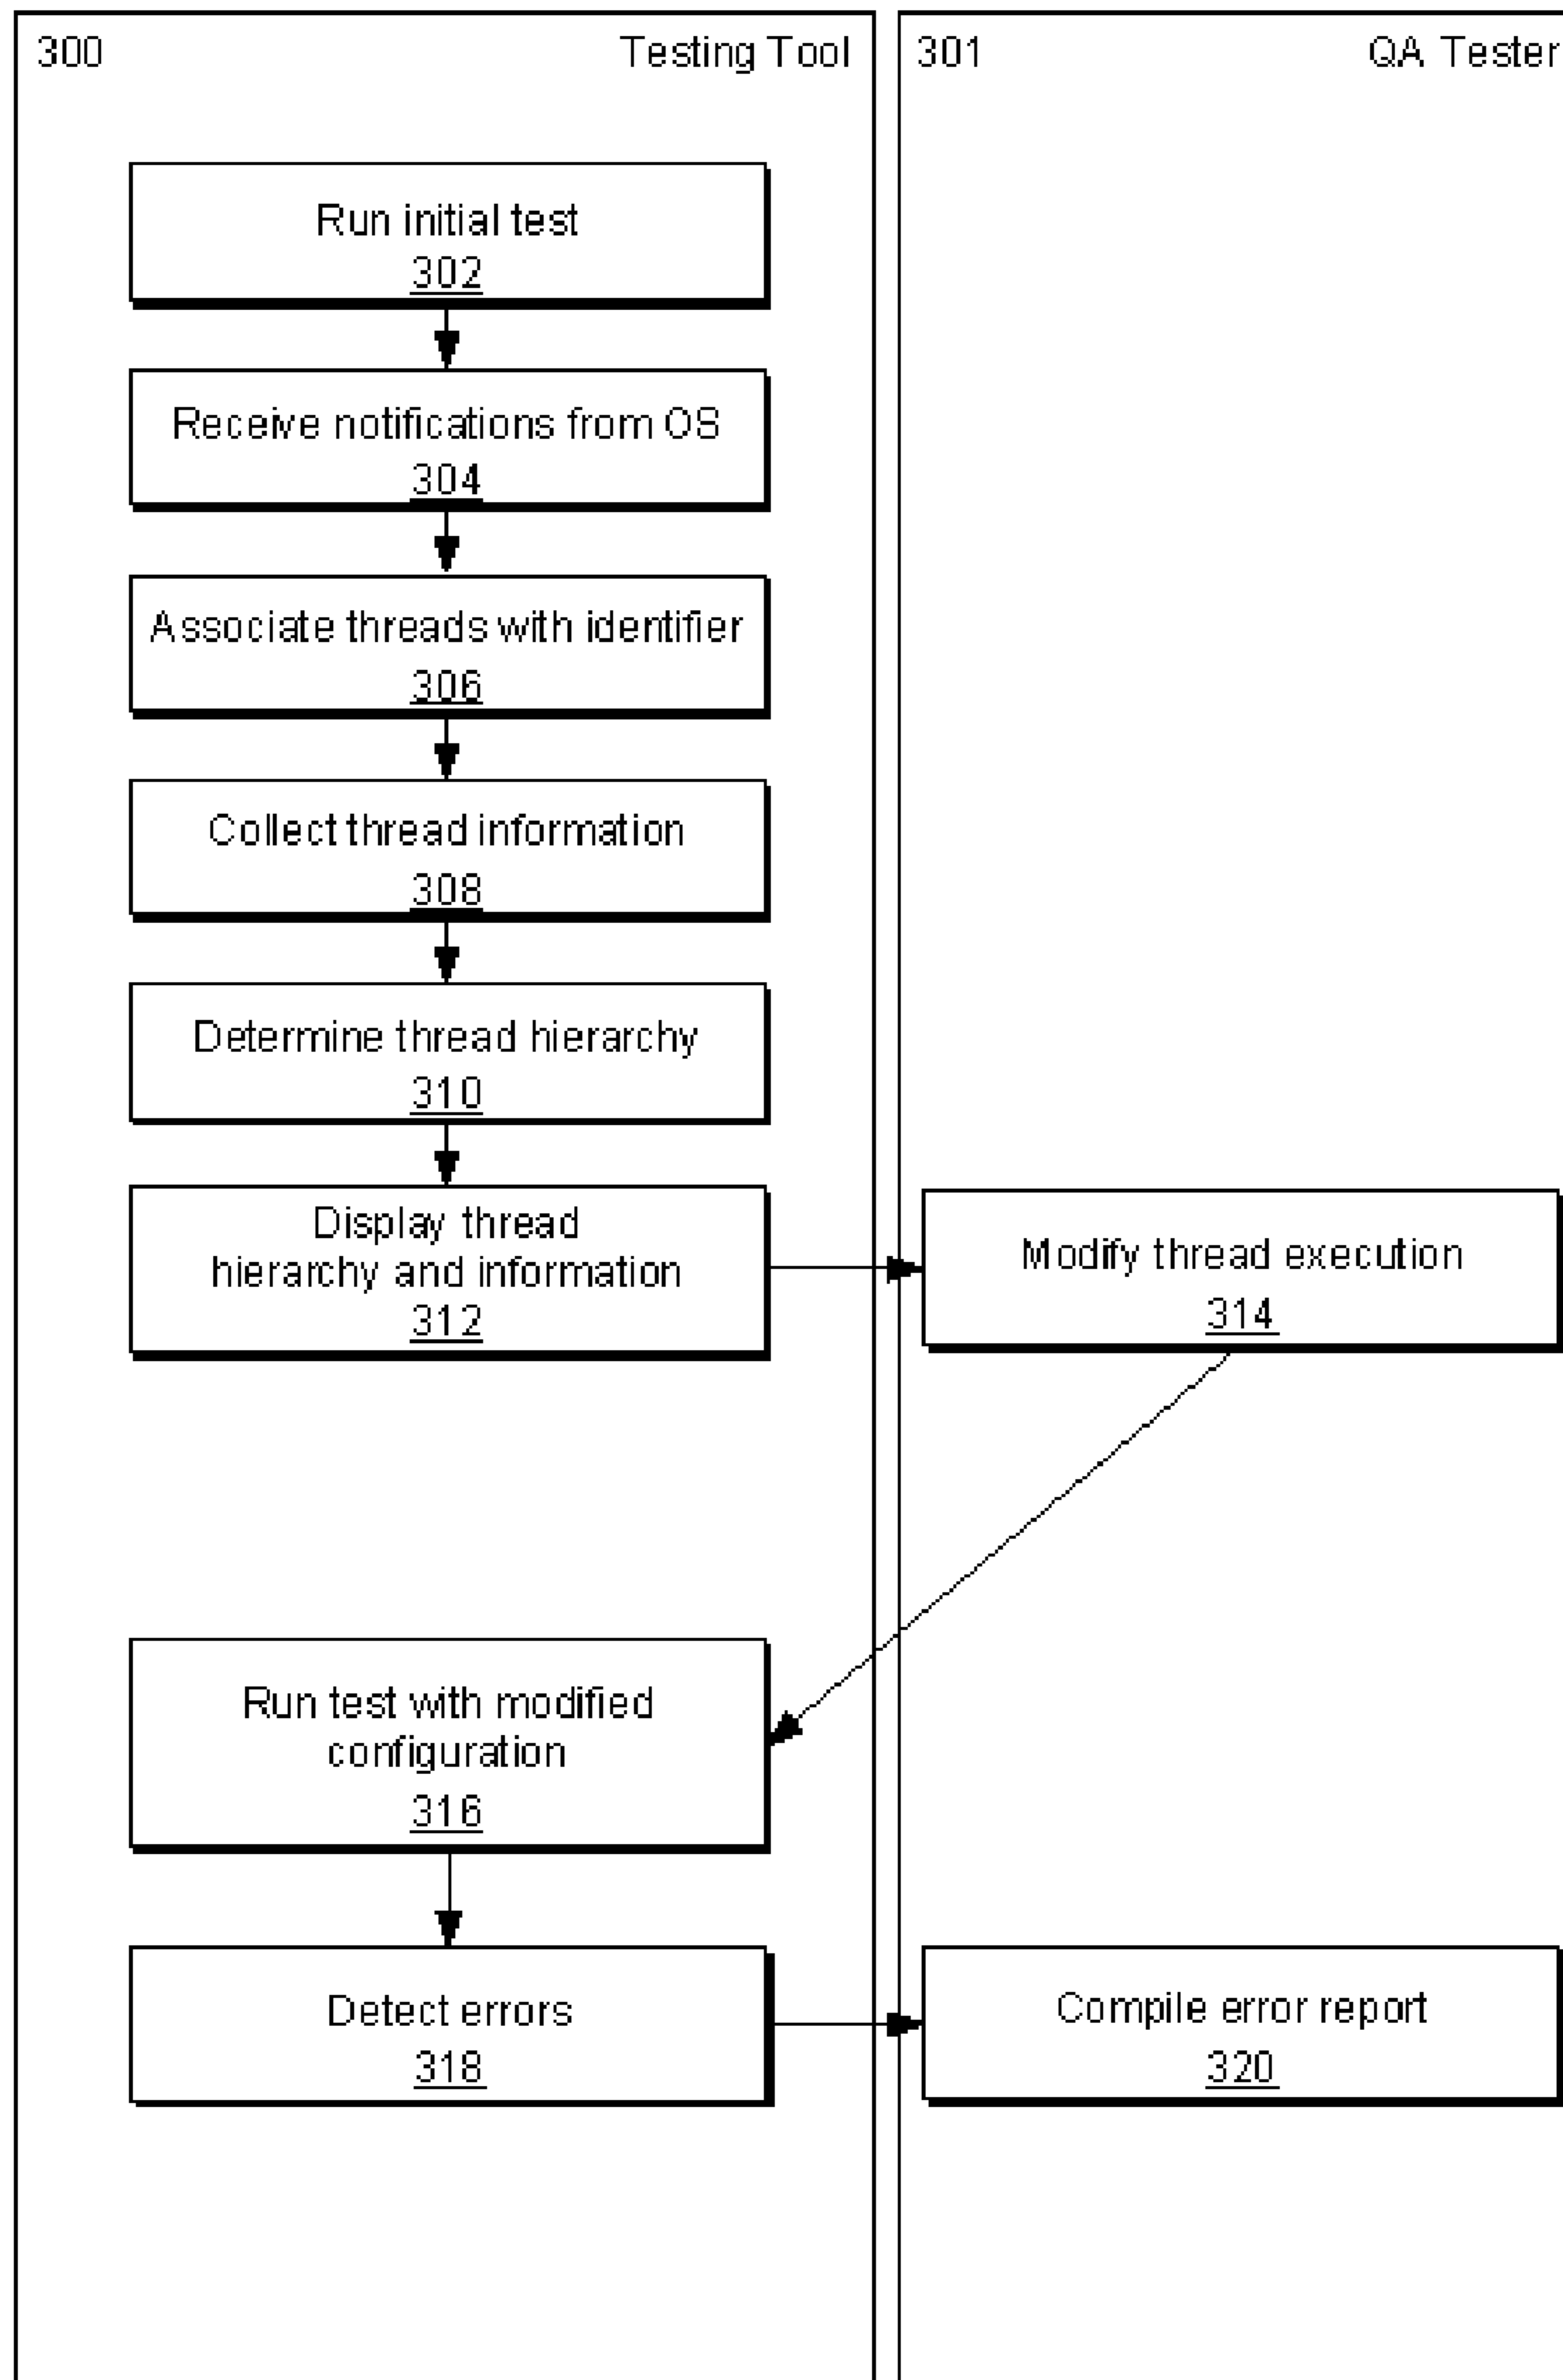 300
Testing Tool
301
QA Tester
Run initial test
302
Receive notifications from OS
304
Associate threads with identifier
306
Collect thread information
308
Determine thread hierarchy
310
Display thread
hierarchy and information
312
Modify thread execution
314
Run test with modified
configuration
316
Detect errors
318
Compile error report
320